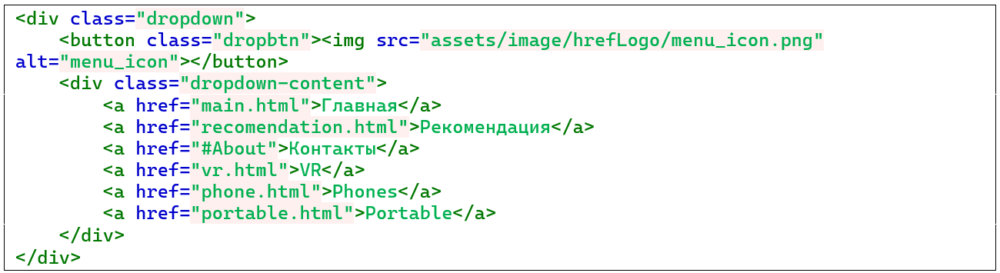 <div class="dropdown">
    <button class="dropbtn"><img src="assets/image/hrefLogo/menu_icon.png"
alt="menu_icon"></button>
    <div class="dropdown-content">
        <a href="main.html">Главная</a>
        <a href="recomendation.html">Рекомендация</a>
        <a href="#About">Контакты</a>
        <a href="vr.html">VR</a>
        <a href="phone.html">Phones</a>
        <a href="portable.html">Portable</a>
    </div>
</div>